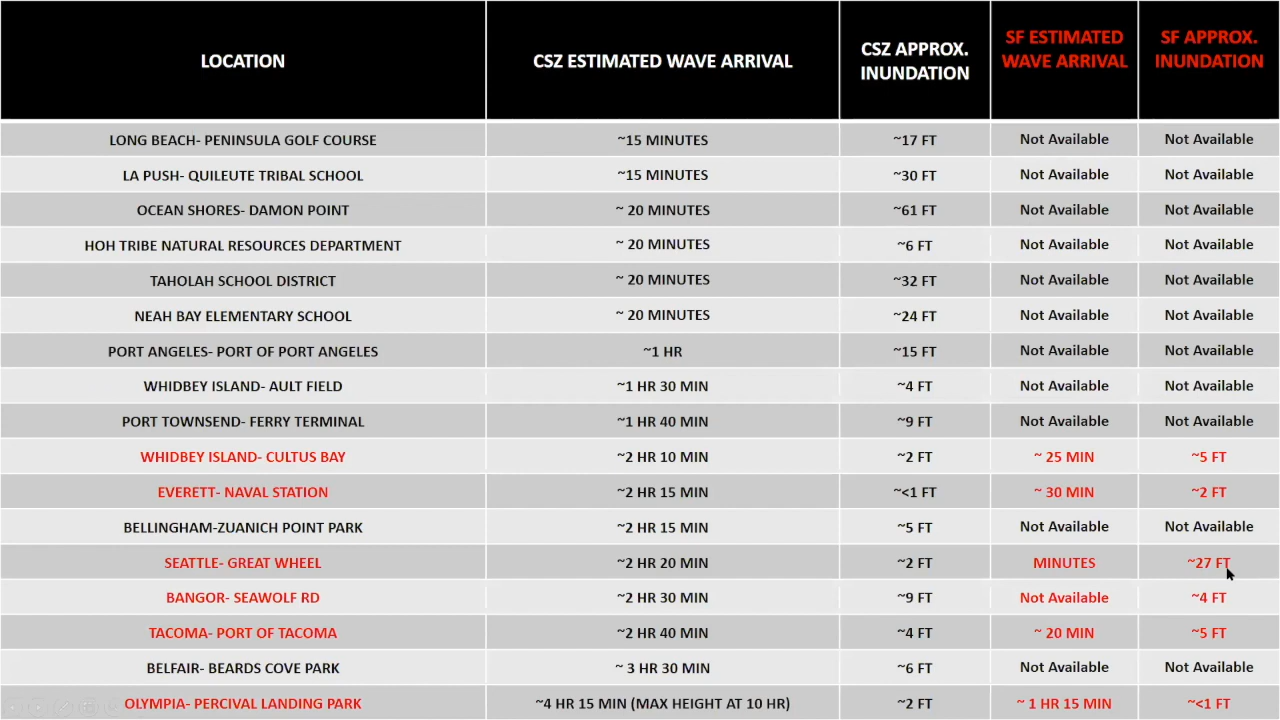 LOCATION CSZ ESTIMATED WAVE ARRIVAL CSZ APPROX. INUNDATION SF ESTIMATED WAVE ARRIVAL SF APPROX. INUNDATION
LONG BEACH- PENINSULA GOLF COURSE ~15 MINUTES ~17 FT Not Available Not Available
LA PUSH- QUILEUTE TRIBAL SCHOOL ~15 MINUTES ~30 FT Not Available Not Available
OCEAN SHORES- DAMON POINT ~ 20 MINUTES ~61 FT Not Available Not Available
HOH TRIBE NATURAL RESOURCES DEPARTMENT ~ 20 MINUTES ~6 FT Not Available Not Available
TAHOLAH SCHOOL DISTRICT ~ 20 MINUTES ~32 FT Not Available Not Available
NEAH BAY ELEMENTARY SCHOOL ~ 20 MINUTES ~24 FT Not Available Not Available
PORT ANGELES- PORT OF PORT ANGELES ~1 HR ~15 FT Not Available Not Available
WHIDBEY ISLAND- AULT FIELD ~1 HR 30 MIN ~4 FT Not Available Not Available
PORT TOWNSEND- FERRY TERMINAL ~1 HR 40 MIN ~9 FT Not Available Not Available
WHIDBEY ISLAND- CULTUS BAY ~2 HR 10 MIN ~2 FT ~ 25 MIN ~5 FT
EVERETT- NAVAL STATION ~2 HR 15 MIN ~<1 FT ~ 30 MIN ~2 FT
BELLINGHAM-ZUANICH POINT PARK ~2 HR 15 MIN ~5 FT Not Available Not Available
SEATTLE- GREAT WHEEL ~2 HR 20 MIN ~2 FT MINUTES ~27 FT
BANGOR- SEAWOLF RD ~2 HR 30 MIN ~9 FT Not Available ~4 FT
TACOMA- PORT OF TACOMA ~2 HR 40 MIN ~4 FT ~ 20 MIN ~5 FT
BELFAIR- BEARDS COVE PARK ~ 3 HR 30 MIN ~6 FT Not Available Not Available
OLYMPIA- PERCIVAL LANDING PARK ~4 HR 15 MIN (MAX HEIGHT AT 10 HR) ~2 FT ~ 1 HR 15 MIN ~<1 FT